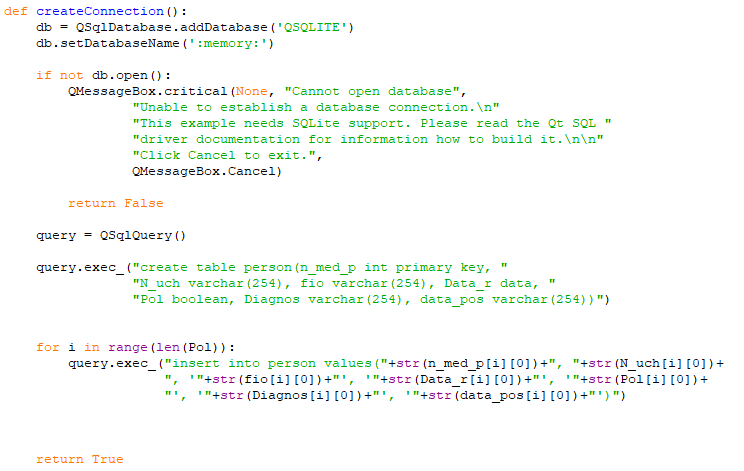 def createConnection():
    db = QSqlDatabase.addDatabase('QSQLITE')
    db.setDatabaseName(':memory:')

    if not db.open():
        QMessageBox.critical(None, "Cannot open database",
                "Unable to establish a database connection.\n"
                "This example needs SQLite support. Please read the Qt SQL "
                "driver documentation for information how to build it.\n\n"
                "Click Cancel to exit.",
                QMessageBox.Cancel)

        return False

    query = QSqlQuery()

    query.exec_("create table person(n_med_p int primary key, "
                "N_uch varchar(254), fio varchar(254), Data_r data, "
                "Pol boolean, Diagnos varchar(254), data_pos varchar(254))")

    for i in range(len(Pol)):
        query.exec_("insert into person values("+str(n_med_p[i][0])+", "+str(N_uch[i][0])+
                    ", '"+str(fio[i][0])+"', '"+str(Data_r[i][0])+"', '"+str(Pol[i][0])+
                    "', '"+str(Diagnos[i][0])+"', '"+str(data_pos[i][0])+"')")

    return True